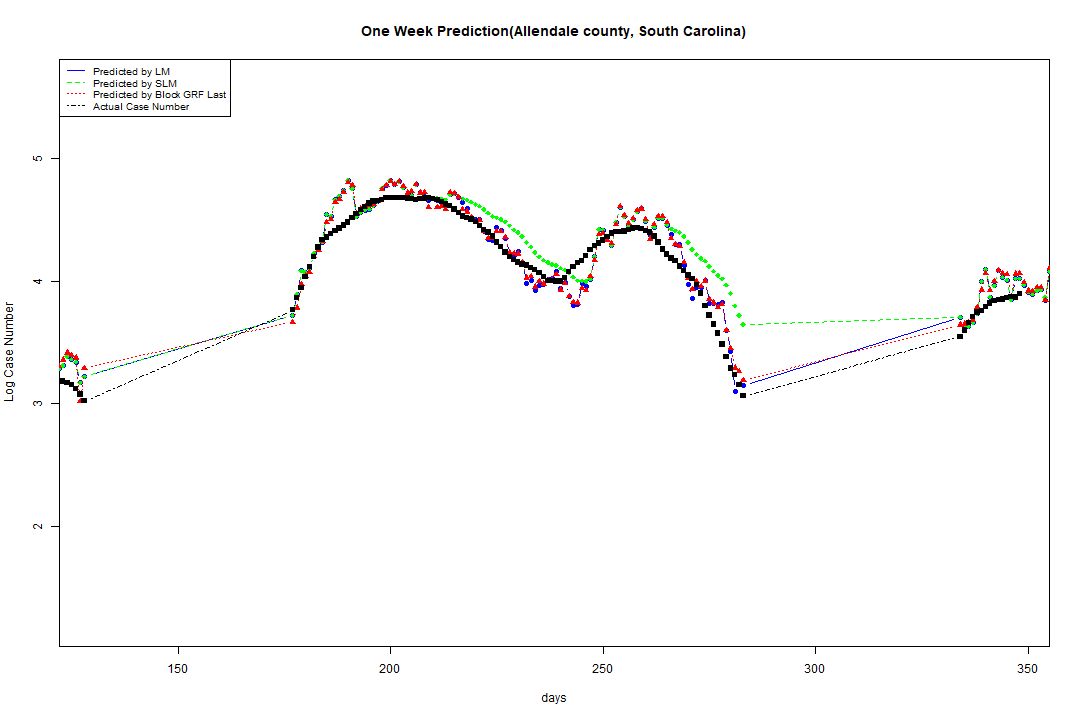 One Week Prediction(Allendale county, South Carolina)
Predicted by LM
Predicted by SLM
Predicted by Block GRF Last
Actual Case Number
Log Case Number
5
4
3
2
150 200 250 300 350
days